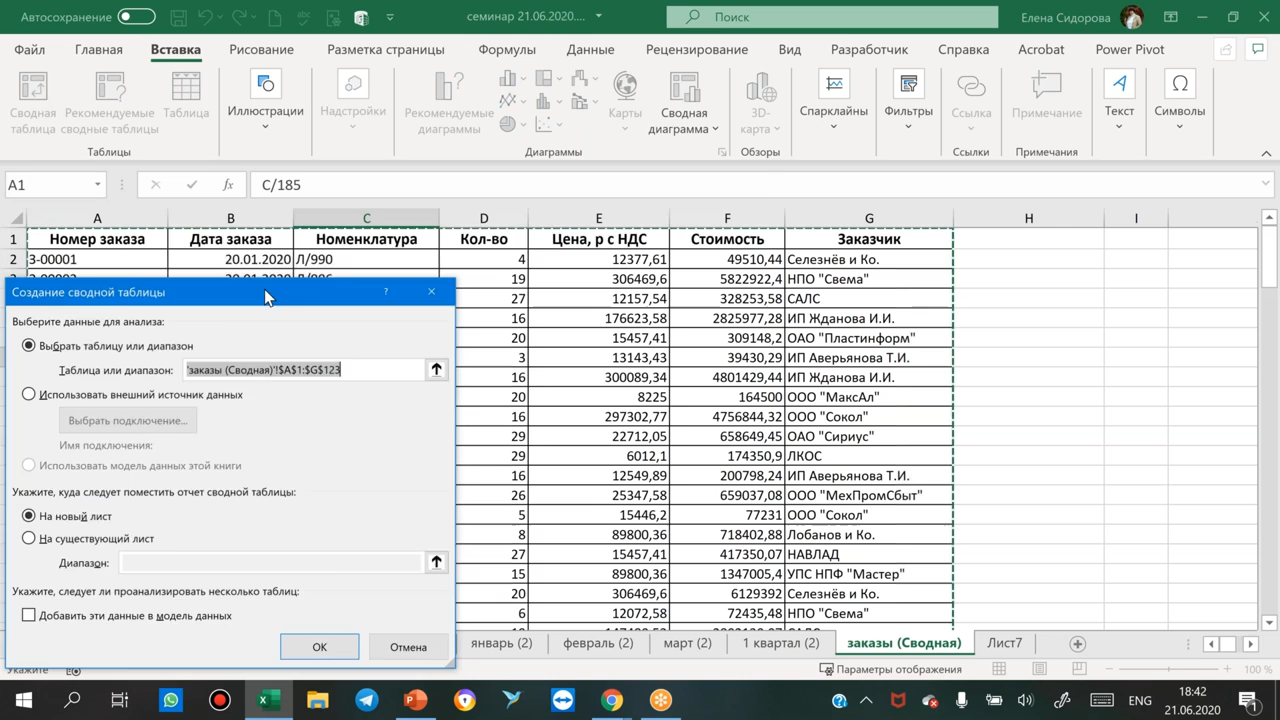 Автосохранение
семинар 21.06.2020....
Поиск
Елена Сидорова
Файл Главная Вставка Рисование Разметка страницы Формулы Данные Рецензирование Вид Разработчик Справка Acrobat Power Pivot
Сводная таблица
Рекомендуемые сводные таблицы
Таблица
Иллюстрации
Надстройки
Рекомендуемые диаграммы
Карты
Сводная диаграмма
3D-карта
Спарклайны
Фильтры
Ссылка
Примечание
Текст
Символы
Таблицы
Диаграммы
Обзоры
Ссылки
Примечания
A1
fx
С/185
A B C D E F G H I
1 Номер заказа Дата заказа Номенклатура Кол-во Цена, р с НДС Стоимость Заказчик
2 З-00001 20.01.2020 Л/990 4 12377,61 49510,44 Селезнёв и Ко.
19 306469,6 5822922,4 НПО "Свема"
27 12157,54 328253,58 САЛС
16 176623,58 2825977,28 ИП Жданова И.И.
20 15457,41 309148,2 ОАО "Пластинформ"
3 13143,43 39430,29 ИП Аверьянова Т.И.
16 300089,34 4801429,44 ИП Жданова И.И.
20 8225 164500 ООО "МаксАл"
16 297302,77 4756844,32 ООО "Сокол"
29 22712,05 658649,45 ОАО "Сириус"
29 6012,1 174350,9 ЛКОС
16 12549,89 200798,24 ИП Аверьянова Т.И.
26 25347,58 659037,08 ООО "МехПромСбыт"
5 15446,2 77231 ООО "Сокол"
8 89800,36 718402,88 Лобанов и Ко.
27 15457,41 417350,07 НАВЛАД
15 89800,36 1347005,4 УПС НПФ "Мастер"
20 306469,6 6129392 Селезнёв и Ко.
6 12072,58 72435,48 НПО "Свема"
Создание сводной таблицы
?
Выберите данные для анализа:
Выбрать таблицу или диапазон
Таблица или диапазон: 'заказы (Сводная)'!$A$1:$G$123
Использовать внешний источник данных
Выбрать подключение...
Имя подключения:
Использовать модель данных этой книги
Укажите, куда следует поместить отчет сводной таблицы:
На новый лист
На существующий лист
Диапазон:
Укажите, следует ли проанализировать несколько таблиц:
Добавить эти данные в модель данных
ОК Отмена
январь (2) февраль (2) март (2) 1 квартал (2) заказы (Сводная) Лист7
Укажите
Параметры отображения
100 %
ENG
18:42
21.06.2020
1